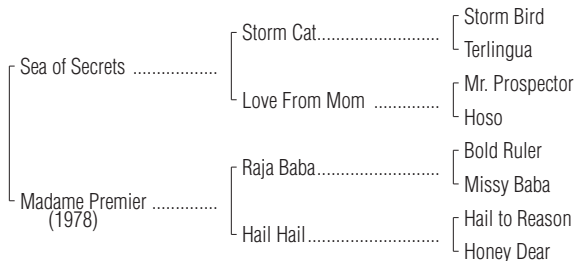 Storm Bird
Storm Cat..............................
Terlingua
Sea of Secrets .................
Mr. Prospector
Love From Mom ................
Hoso
Bold Ruler
Raja Baba..............................
Missy Baba
Madame Premier ................
(1978)
Hail to Reason
Hail Hail.................................
Honey Dear